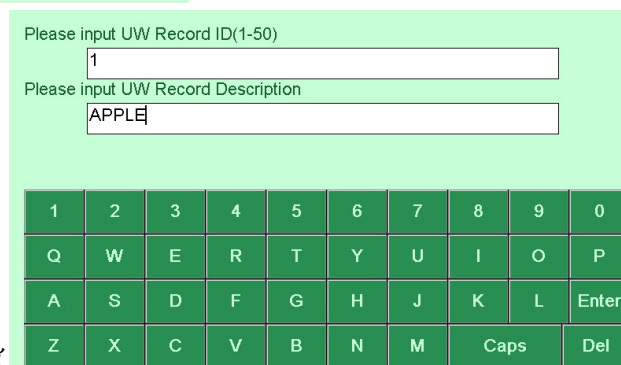 Please input UW Record ID(1-50)
1
Please input UW Record Description
APPLE
1 2 3 4 5 6 7 8 9 0
Q W E R T Y U I O P
A S D F G H J K L Enter
Z X C V B N M Caps Del